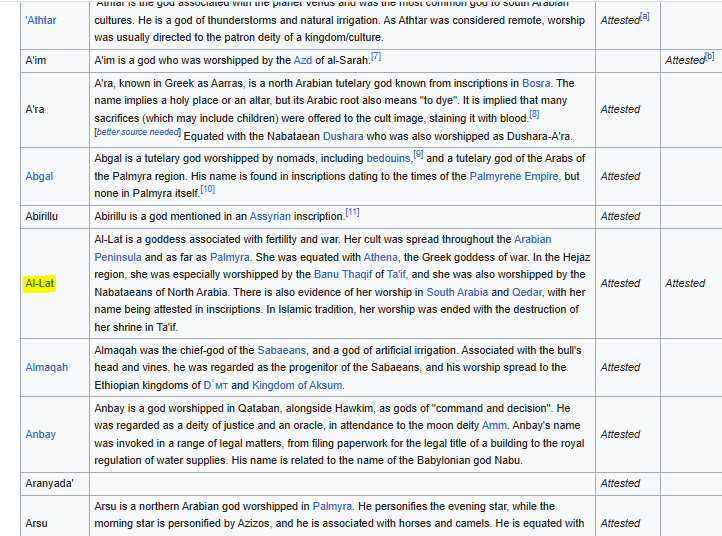 Athtar is the god associated with the planet Venus and was the most common god to south Arabian
'Athtar
cultures. He is a god of thunderstorms and natural irrigation. As Athtar was considered remote, worship
was usually directed to the patron deity of a kingdom/culture.
Attested[a]
A'im
A'im is a god who was worshipped by the Azd of al-Sarah.[7]
Attested[b]
A'ra
A'ra, known in Greek as Aarras, is a north Arabian tutelary god known from inscriptions in Bosra. The
name implies a holy place or an altar, but its Arabic root also means "to dye". It is implied that many
sacrifices (which may include children) were offered to the cult image, staining it with blood.[8]
[better source needed] Equated with the Nabataean Dushara who was also worshipped as Dushara-A'ra.
Attested
Abgal
Abgal is a tutelary god worshipped by nomads, including bedouins,[9] and a tutelary god of the Arabs of
the Palmyra region. His name is found in inscriptions dating to the times of the Palmyrene Empire, but
none in Palmyra itself.[10]
Attested
Abirillu
Abirillu is a god mentioned in an Assyrian inscription.[11]
Attested
Al-Lat
Al-Lat is a goddess associated with fertility and war. Her cult was spread throughout the Arabian
Peninsula and as far as Palmyra. She was equated with Athena, the Greek goddess of war. In the Hejaz
region, she was especially worshipped by the Banu Thaqif of Ta'if, and she was also worshipped by the
Nabataeans of North Arabia. There is also evidence of her worship in South Arabia and Qedar, with her
name being attested in inscriptions. In Islamic tradition, her worship was ended with the destruction of
her shrine in Ta'if.
Attested
Attested
Almaqah
Almaqah was the chief-god of the Sabaeans, and a god of artificial irrigation. Associated with the bull's
head and vines, he was regarded as the progenitor of the Sabaeans, and his worship spread to the
Ethiopian kingdoms of Dʿmt and Kingdom of Aksum.
Attested
Anbay
Anbay is a god worshipped in Qataban, alongside Hawkim, as gods of "command and decision". He
was regarded as a deity of justice and an oracle, in attendance to the moon deity Amm. Anbay's name
was invoked in a range of legal matters, from filing paperwork for the legal title of a building to the royal
regulation of water supplies. His name is related to the name of the Babylonian god Nabu.
Attested
Aranyada'
Attested
Arsu
Arsu is a northern Arabian god worshipped in Palmyra. He personifies the evening star, while the
morning star is personified by Azizos, and he is associated with horses and camels. He is equated with
Attested